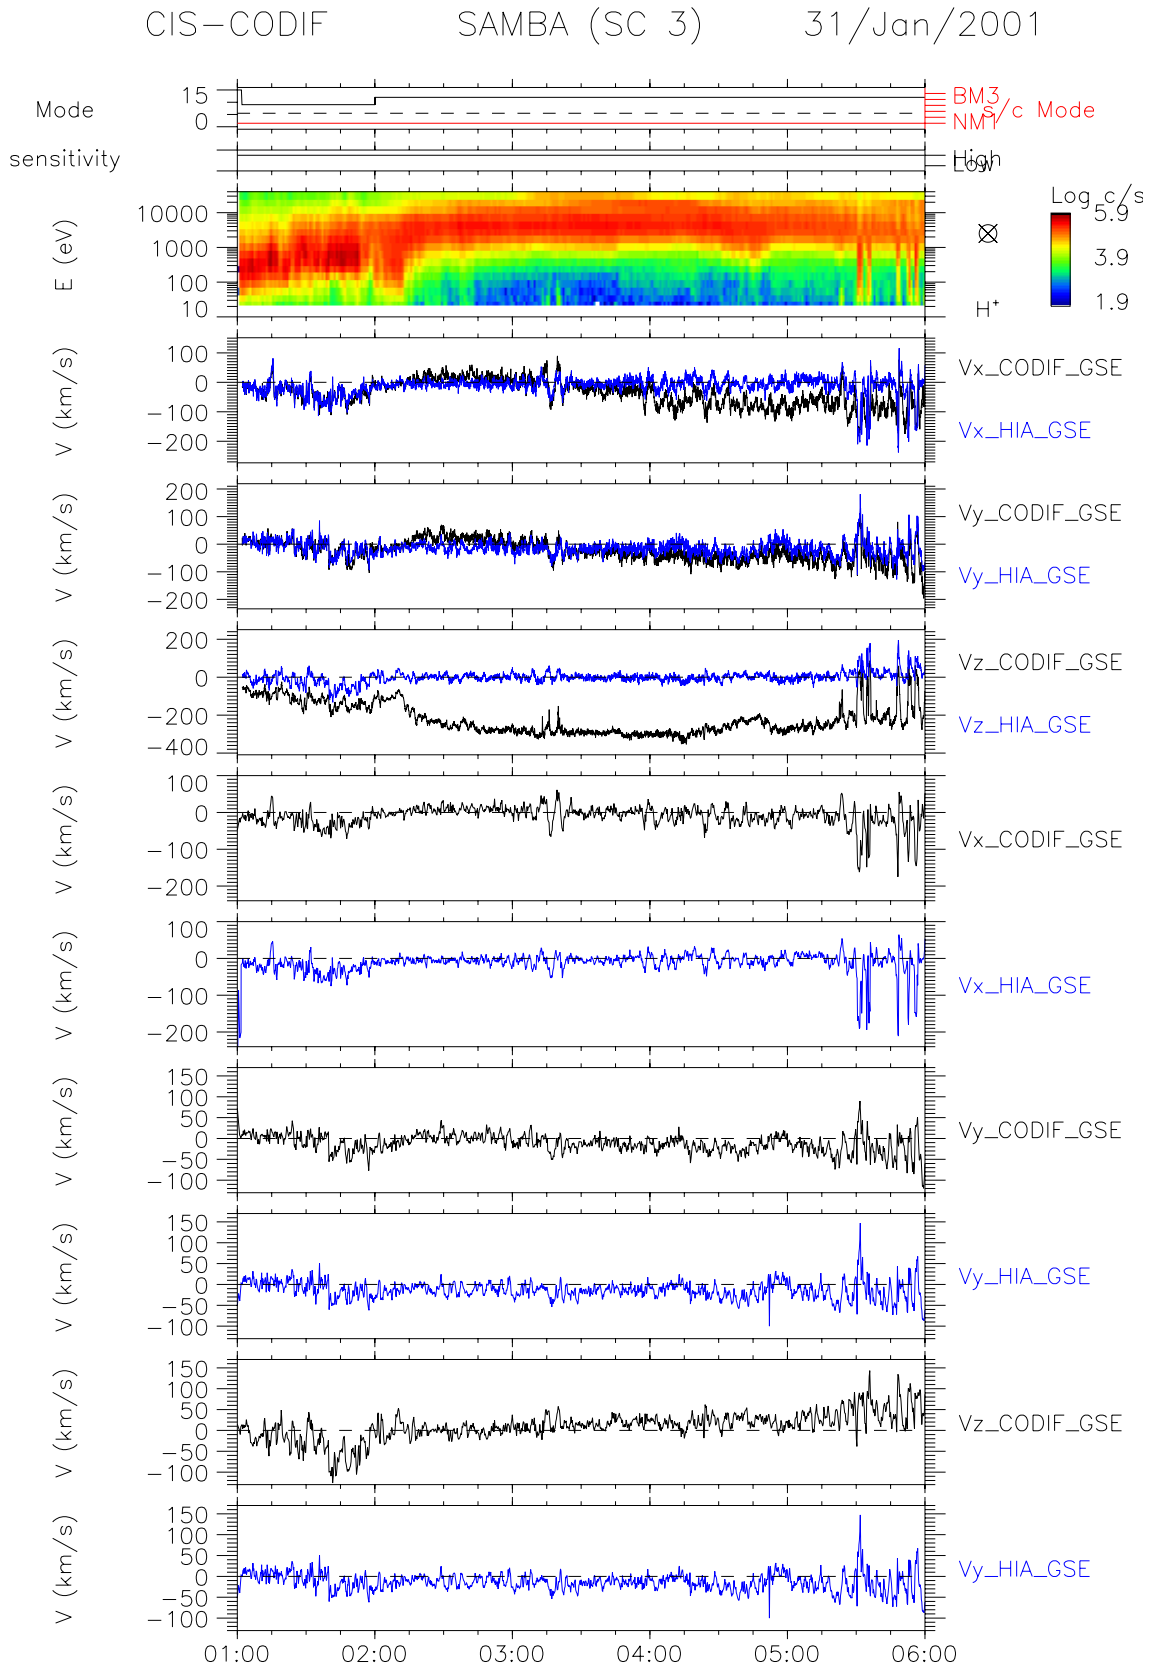 CIS-CODIF SAMBA (SC 3) 31/Jan/2001
Mode 15 0 BM3 NM1 s/c Mode
sensitivity High Low
E (eV) 10000 1000 100 10 H+ Log c/s 5.9 3.9 1.9
V (km/s) 100 0 -100 -200 Vx_CODIF_GSE Vx_HIA_GSE
V (km/s) 200 100 0 -100 -200 Vy_CODIF_GSE Vy_HIA_GSE
V (km/s) 200 0 -200 -400 Vz_CODIF_GSE Vz_HIA_GSE
V (km/s) 100 0 -100 -200 Vx_CODIF_GSE
V (km/s) 100 0 -100 -200 Vx_HIA_GSE
V (km/s) 150 100 50 0 -50 -100 Vy_CODIF_GSE
V (km/s) 150 100 50 0 -50 -100 Vy_HIA_GSE
V (km/s) 150 100 50 0 -50 -100 Vz_CODIF_GSE
V (km/s) 150 100 50 0 -50 -100 Vy_HIA_GSE
01:00 02:00 03:00 04:00 05:00 06:00